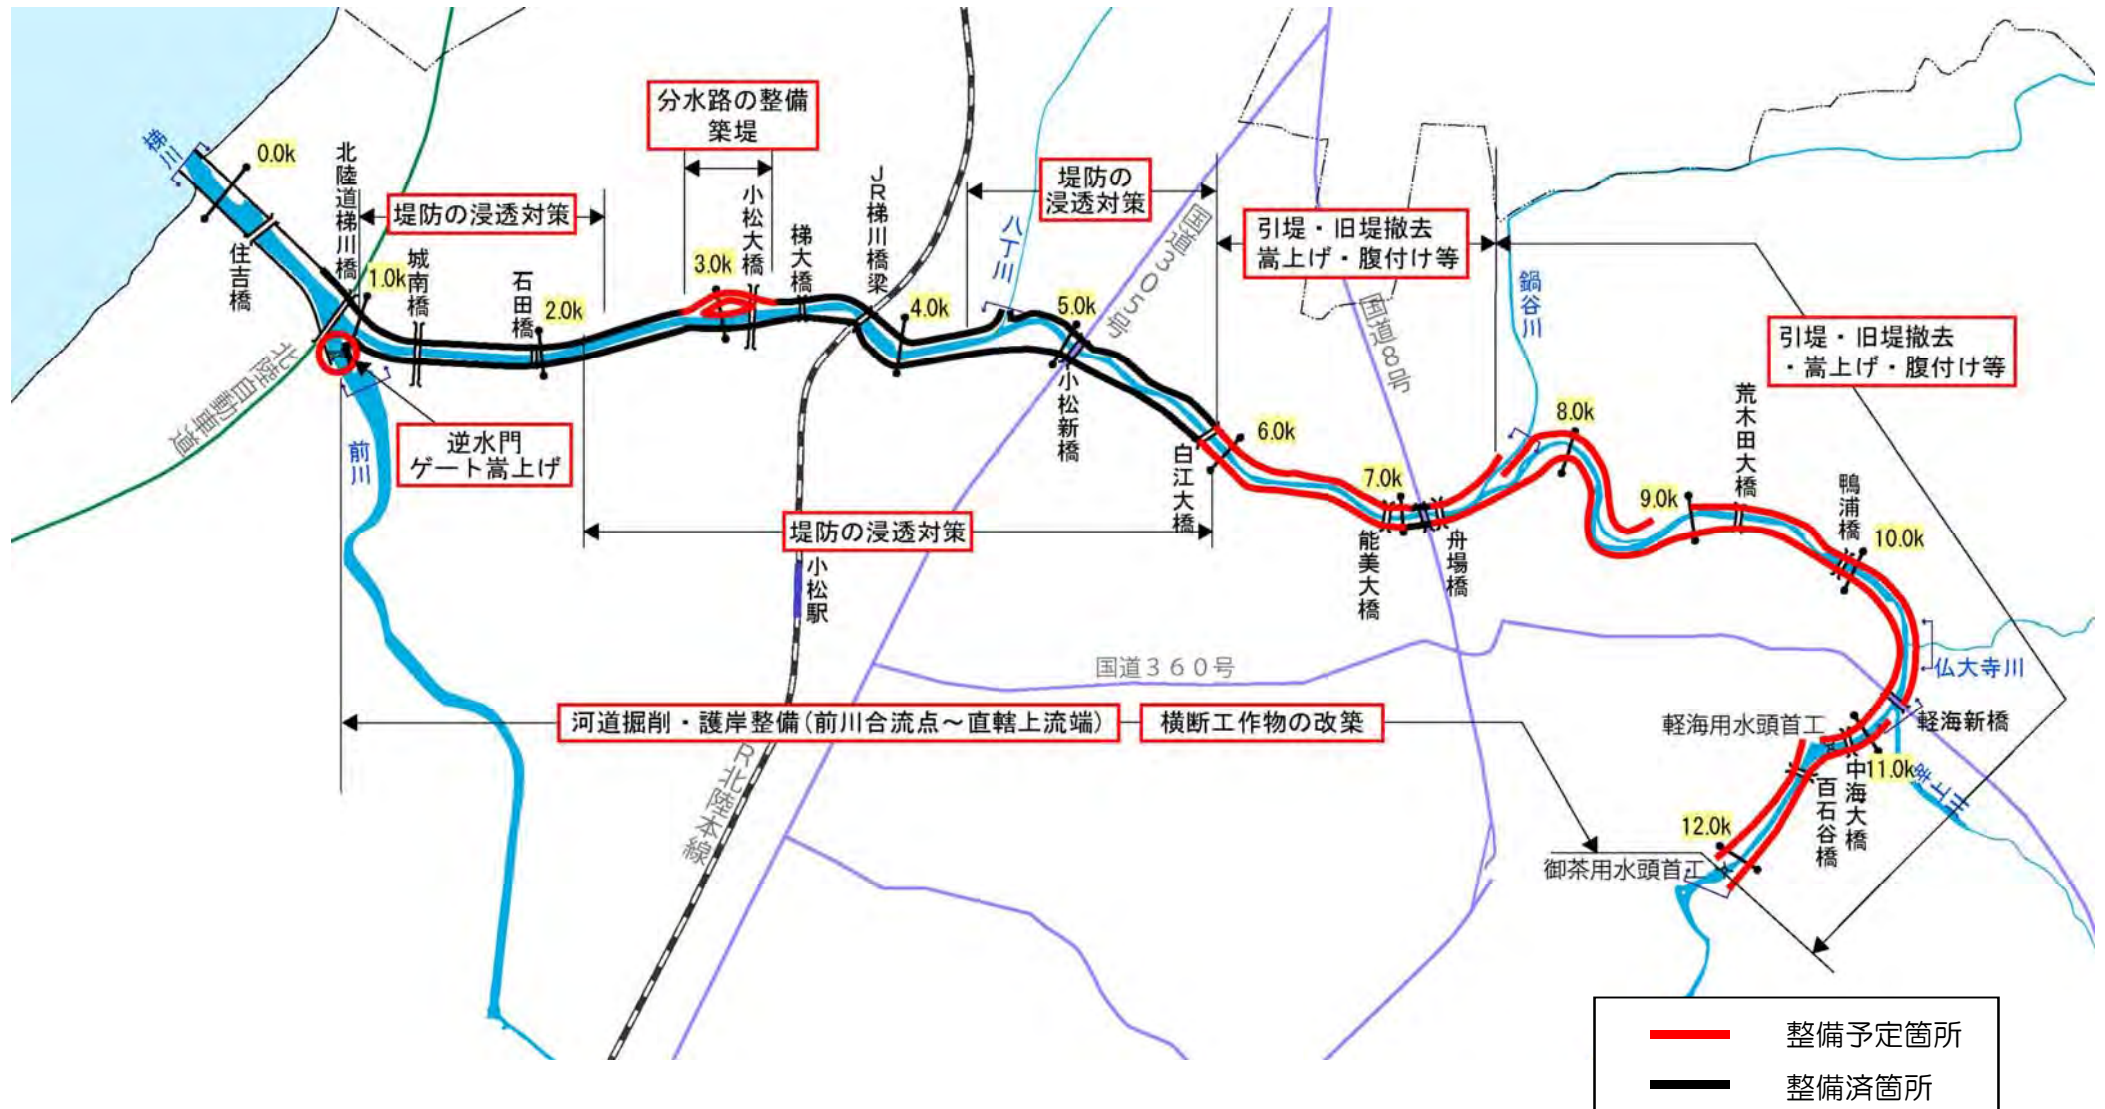 分水路の整備
築堤
堤防の浸透対策
堤防の
浸透対策
引堤・旧堤撤去
嵩上げ・腹付け等
引堤・旧堤撤去
・嵩上げ・腹付け等
逆水門
ゲート嵩上げ
堤防の浸透対策
河道掘削・護岸整備(前川合流点～直轄上流端)
横断工作物の改築
梯川
0.0k
住吉橋
北陸道梯川橋
1.0k
城南橋
石田橋
2.0k
3.0k
小松大橋
梯大橋
JR梯川橋梁
4.0k
八丁川
5.0k
国道305号
小松新橋
白江大橋
6.0k
国道8号
7.0k
能美大橋
舟場橋
鍋谷川
8.0k
9.0k
荒木田大橋
鴨浦橋
10.0k
仏大寺川
軽海新橋
軽海用水頭首工
中海大橋
11.0k
百石谷橋
12.0k
御茶用水頭首工
北陸自動車道
前川
小松駅
国道360号
R北陸本線
整備予定箇所
整備済箇所